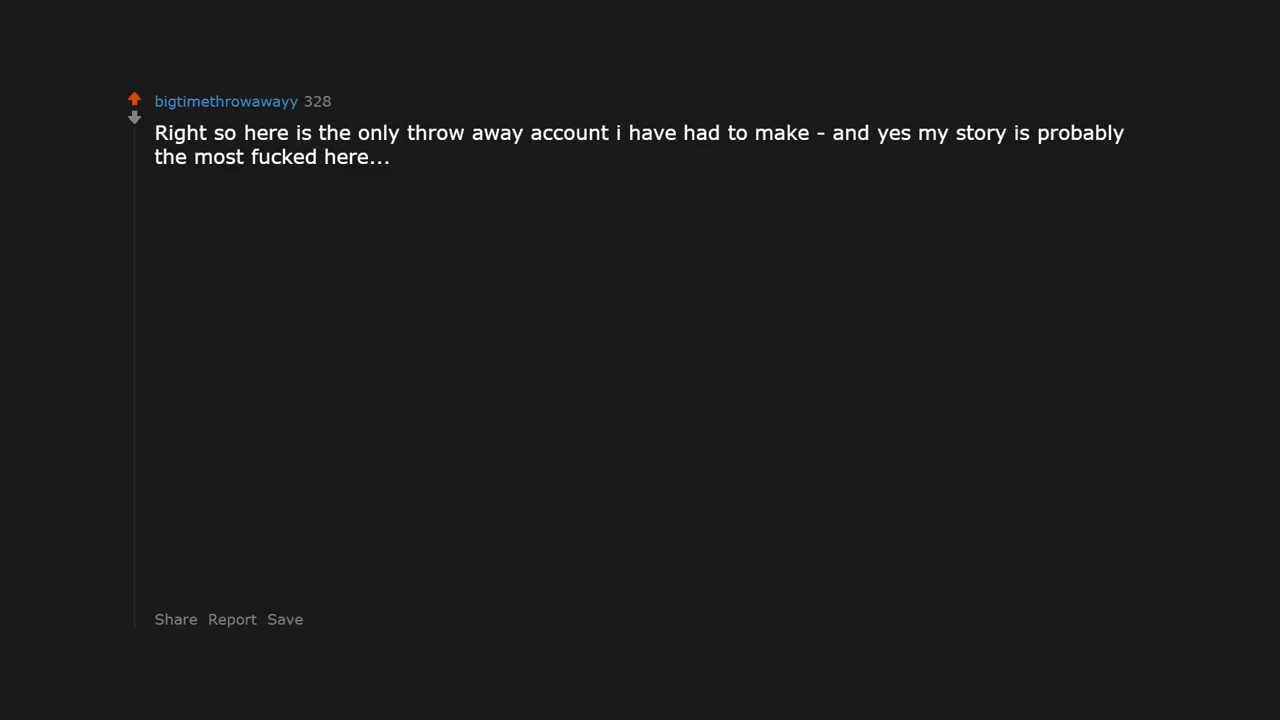 bigtimethrowawayy 328
Right so here is the only throw away account i have had to make - and yes my story is probably
the most fucked here...
Share Report Save